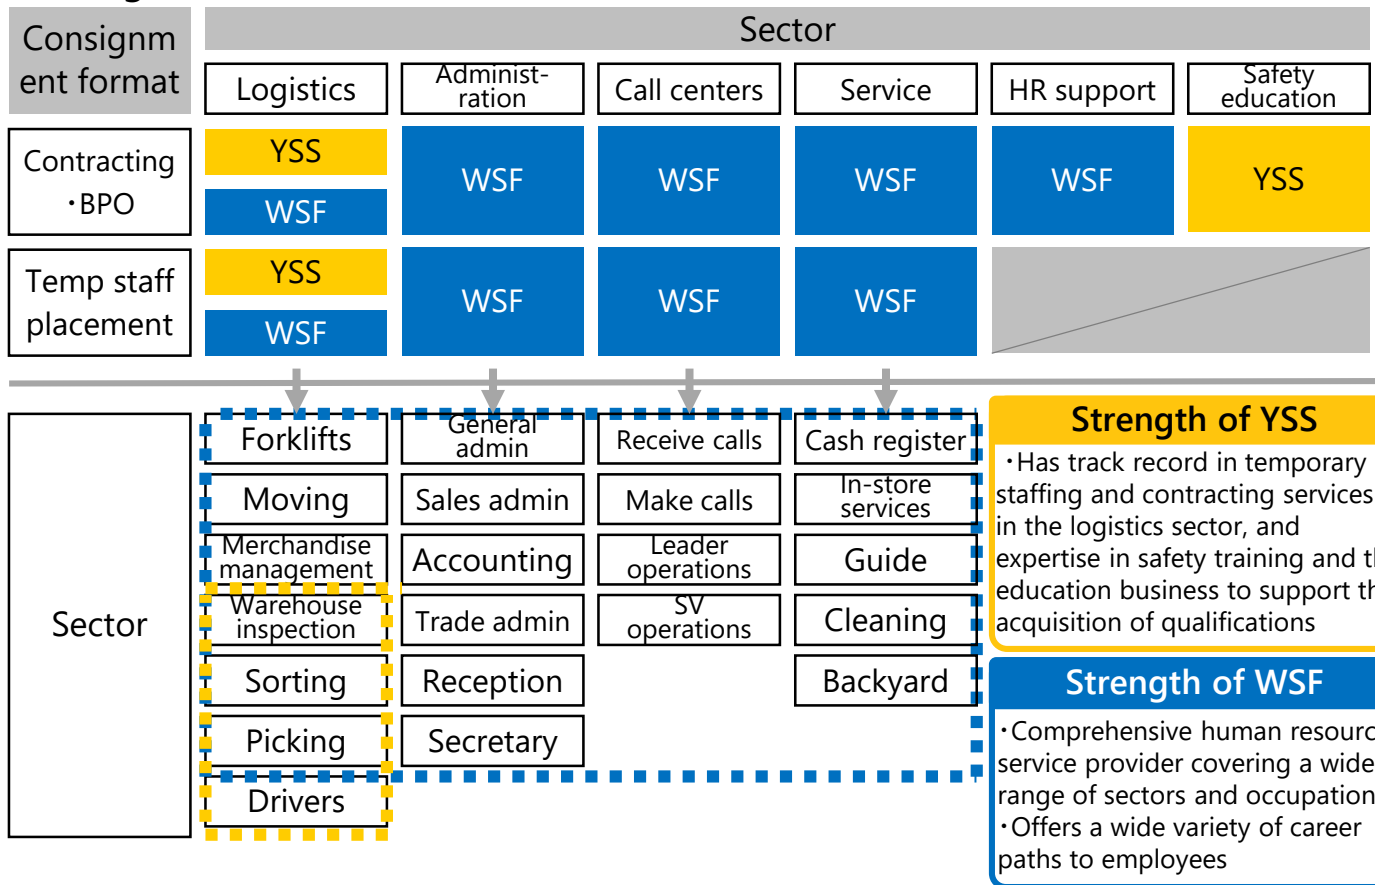 Consignm
ent format
Sector
Logistics
Administ-
ration
Call centers
Service
HR support
Safety
education
Contracting
・BPO
YSS
WSF
WSF
WSF
WSF
WSF
YSS
Temp staff
placement
YSS
WSF
WSF
WSF
WSF
Sector
Forklifts
Moving
Merchandise
management
Warehouse
inspection
Sorting
Picking
Drivers
General
admin
Sales admin
Accounting
Trade admin
Reception
Secretary
Receive calls
Make calls
Leader
operations
SV
operations
Cash register
In-store
services
Guide
Cleaning
Backyard
Strength of YSS
・Has track record in temporary
staffing and contracting services
in the logistics sector, and
expertise in safety training and
education business to support
acquisition of qualifications
Strength of WSF
・Comprehensive human
service provider covering a wide
range of sectors and
・Offers a wide variety of career
paths to employees